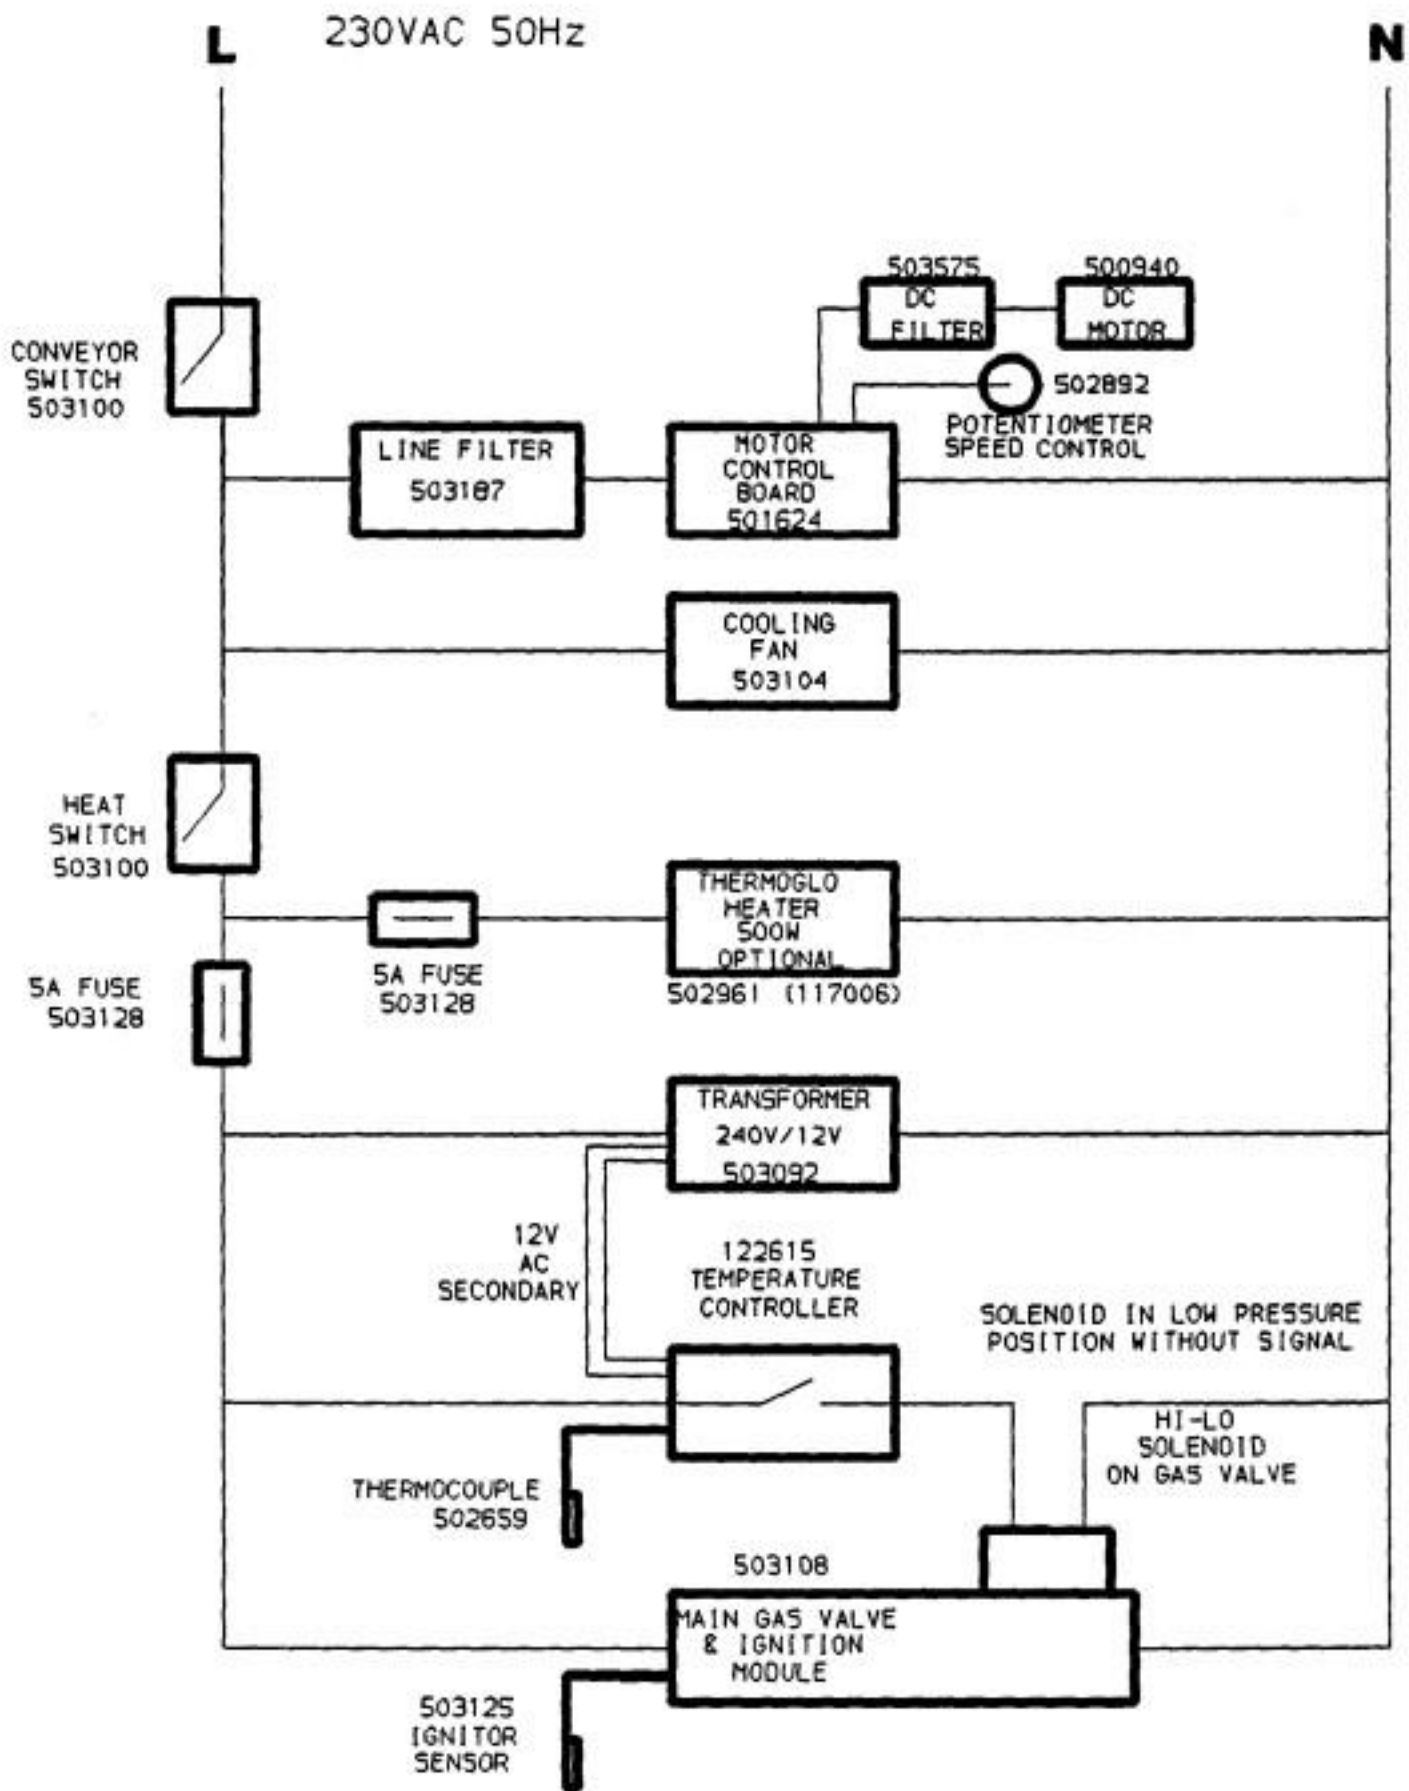 L
230VAC 50Hz
N
503575
DC
FILTER
500940
DC
MOTOR
CONVEYOR
SWITCH
503100
502892
POTENTIOMETER
SPEED CONTROL
LINE FILTER
503187
MOTOR
CONTROL
BOARD
501624
COOLING
FAN
503104
HEAT
SWITCH
503100
THERMOGLO
HEATER
500W
OPTIONAL
502961 (117006)
5A FUSE
503128
5A FUSE
503128
TRANSFORMER
240V/12V
503092
12V
AC
SECONDARY
122615
TEMPERATURE
CONTROLLER
SOLENOID IN LOW PRESSURE
POSITION WITHOUT SIGNAL
HI-LO
SOLENOID
ON GAS VALVE
THERMOCOUPLE
502659
503108
MAIN GAS VALVE
& IGNITION
MODULE
503125
IGNITOR
SENSOR